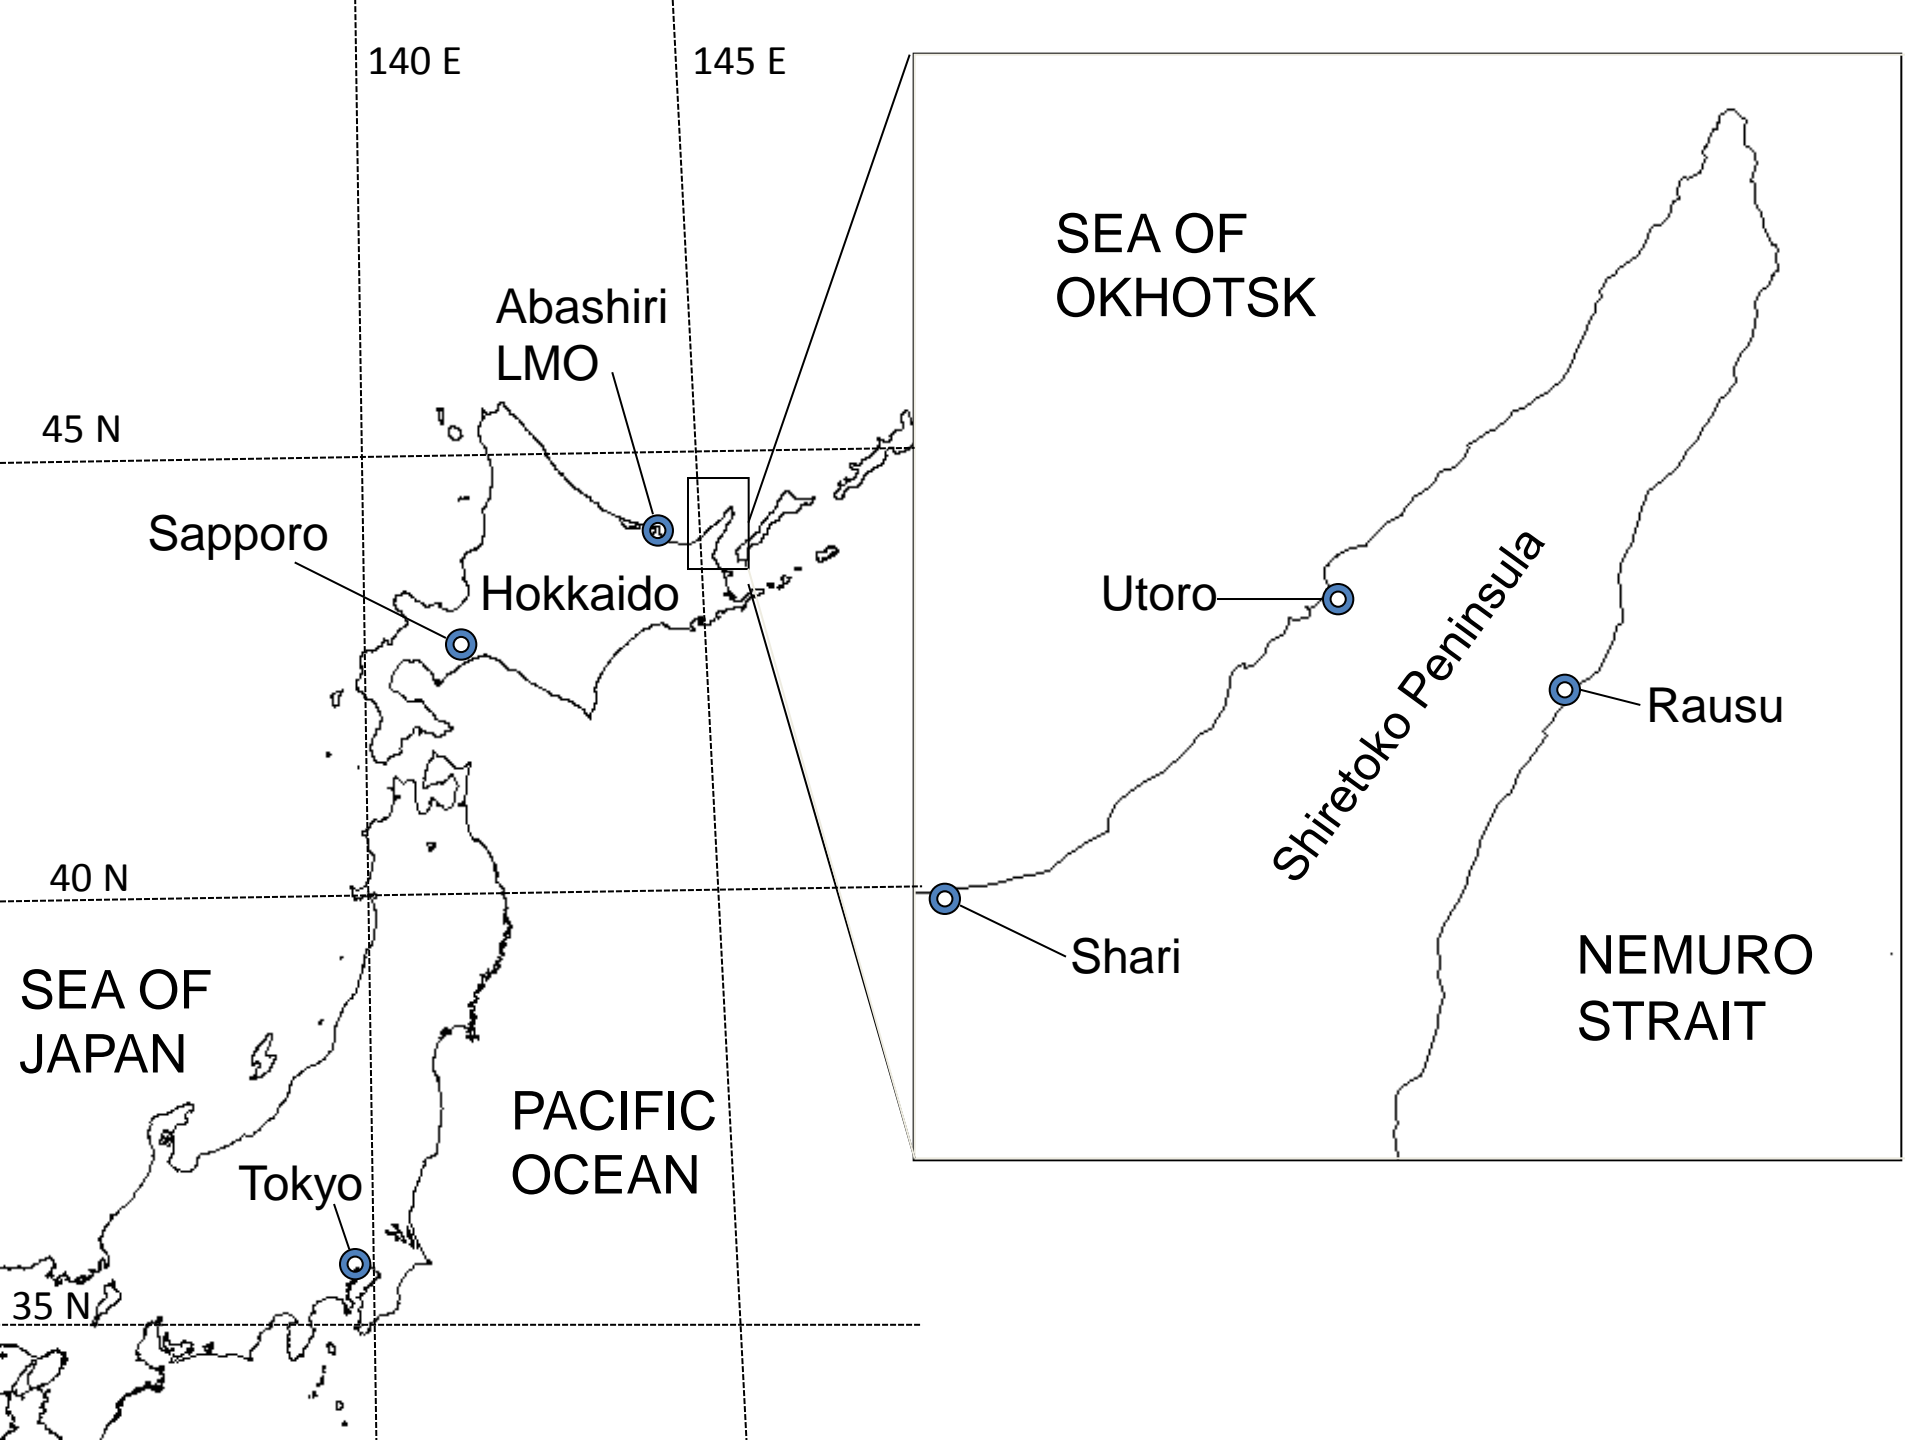 140 E
145 E
Abashiri
LMO
45 N
Sapporo
Hokkaido
40 N
SEA OF
JAPAN
PACIFIC
OCEAN
Tokyo
35 N
SEA OF
OKHOTSK
Utoro
Shiretoko Peninsula
Rausu
Shari
NEMURO
STRAIT